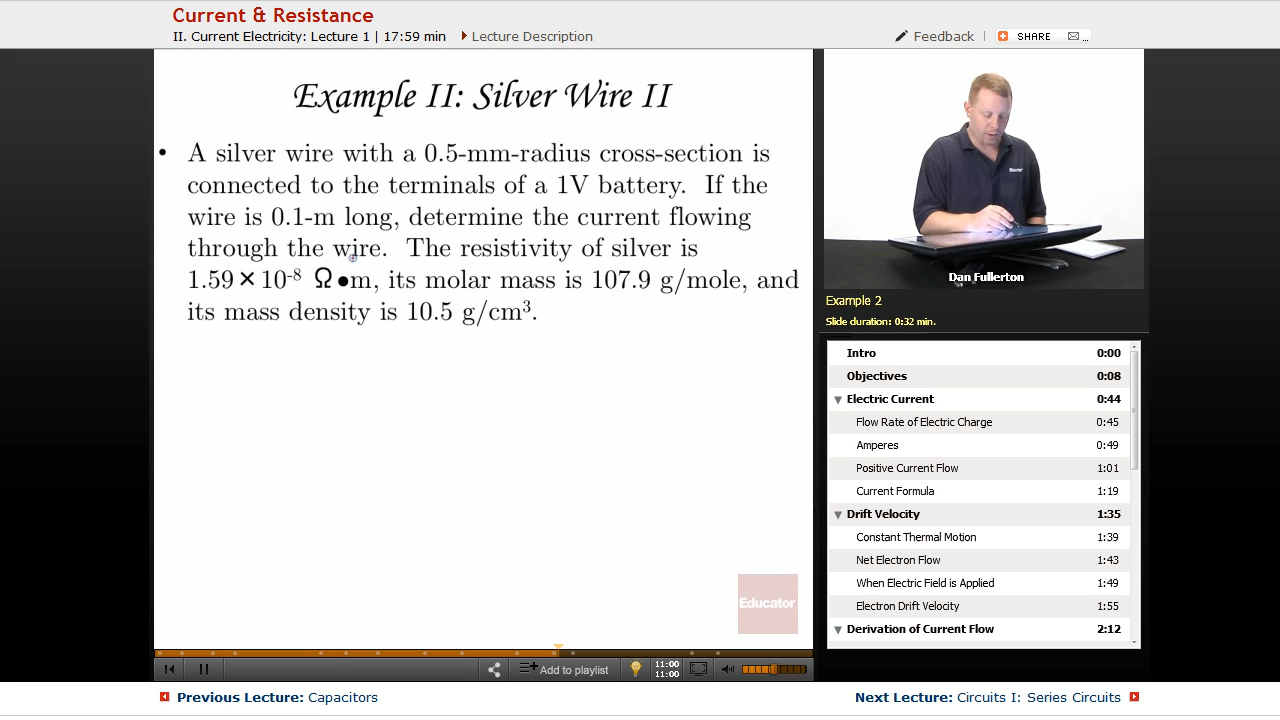 Current & Resistance
II. Current Electricity: Lecture 1 | 17:59 min
Lecture Description
Feedback
SHARE
Example II: Silver Wire II
• A silver wire with a 0.5-mm-radius cross-section is
connected to the terminals of a 1V battery. If the
wire is 0.1-m long, determine the current flowing
through the wire. The resistivity of silver is
1.59 × 10⁻⁸ Ω●m, its molar mass is 107.9 g/mole, and
its mass density is 10.5 g/cm³.
Educator
Dan Fullerton
Example 2
Slide duration: 0:32 min.
Intro 0:00
Objectives 0:08
Electric Current 0:44
Flow Rate of Electric Charge 0:45
Amperes 0:49
Positive Current Flow 1:01
Current Formula 1:19
Drift Velocity 1:35
Constant Thermal Motion 1:39
Net Electron Flow 1:43
When Electric Field is Applied 1:49
Electron Drift Velocity 1:55
Derivation of Current Flow 2:12
Add to playlist
11:00
11:00
Previous Lecture: Capacitors
Next Lecture: Circuits I: Series Circuits